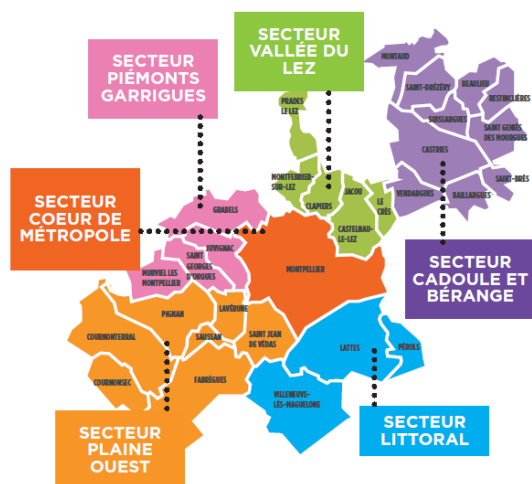 SECTEUR
PIÉMONTS
GARRIGUES
SECTEUR
VALLÉE DU
LEZ
SECTEUR
COEUR DE
MÉTROPOLE
SECTEUR
CADOULE ET
BÉRANGE
SECTEUR
PLAINE
OUEST
SECTEUR
LITTORAL
MONTAUD
SAINT-DRÉZÉRY
BEAULIEU
RESTINCLIÈRES
SUSSARGUES
SAINT GENIÈS
DES MOURGUES
CASTRIES
SAINT-BRÈS
VENDARGUES
BAILLARGUES
PRADES
LE LEZ
MONTFERRIER-
SUR-LEZ
CLAPIERS
JACOU
LE
CRÈS
CASTELNAU-
LE-LEZ
GRABELS
JUVIGNAC
SAINT
GEORGES
D'ORQUES
MURVIEL LES
MONTPELLIER
MONTPELLIER
PIGNAN
LAVÉRUNE
COURNONTERRAL
SAUSSAN
SAINT JEAN
DE VÉDAS
COURNONSEC
FABRÈGUES
LATTES
PÉROLS
VILLENEUVE-
LÈS-MAGUELONE